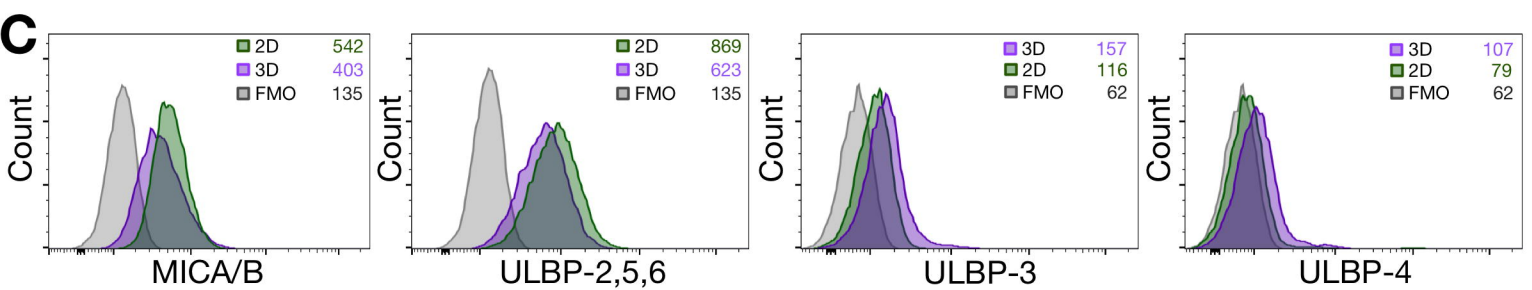 C
2D 542
3D 403
FMO 135
Count
MICA/B
2D 869
3D 623
FMO 135
Count
ULBP-2,5,6
3D 157
2D 116
FMO 62
Count
ULBP-3
3D 107
2D 79
FMO 62
Count
ULBP-4